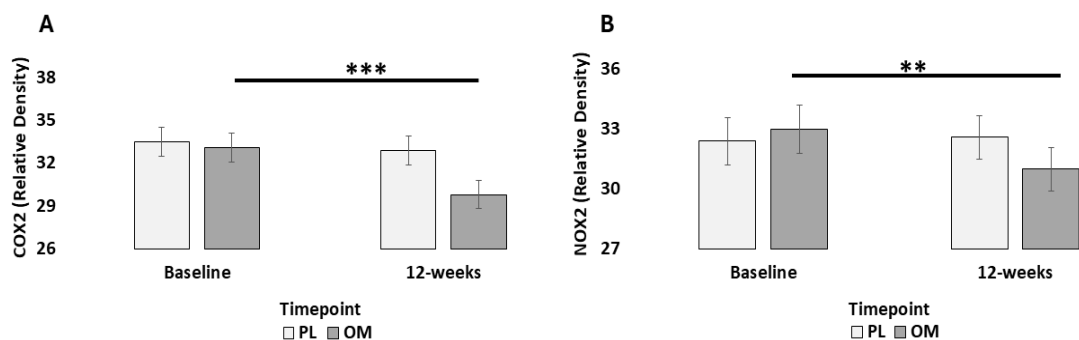 A
COX2 (Relative Density)
38
35
32
29
26
***
Baseline
12-weeks
Timepoint
PL OM
B
NOX2 (Relative Density)
36
33
30
27
**
Baseline
12-weeks
Timepoint
PL OM